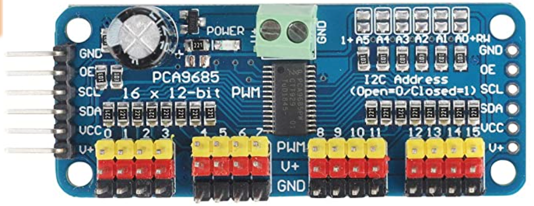 POWER
GND
1+A5 A4 A3 A2 A1 A0+RW
GND
OE
SCL
SDA
VCC
V+
PCA9685
16 x 12-bit PWM
I2C Address
(Open=0/Closed=1)
GND
OE
SCL
SDA
VCC
V+
0 1 2 3 4 5 6 7 8 9 10 11 12 13 14 15
PWM
V+
GND